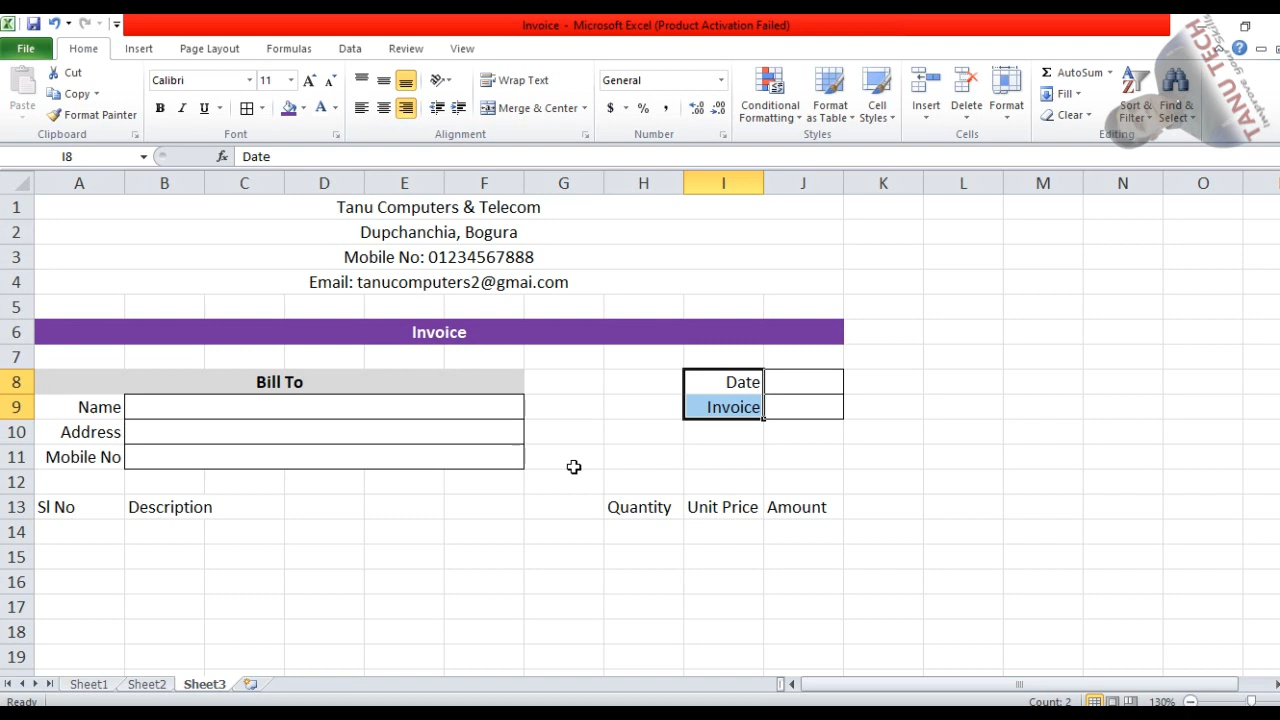 Invoice - Microsoft Excel (Product Activation Failed)
File Home Insert Page Layout Formulas Data Review View
Paste Cut Copy Format Painter Clipboard
Calibri 11 B I U Font
Wrap Text Merge & Center Alignment
General $ % , Number
Conditional Formatting Format as Table Cell Styles Styles
Insert Delete Format Cells
AutoSum Fill Clear Sort & Filter Find & Select Editing
TANU TECH
Improve your Skills
I8 fx Date
A B C D E F G H I J K L M N O
1 Tanu Computers & Telecom
2 Dupchanchia, Bogura
3 Mobile No: 01234567888
4 Email: tanucomputers2@gmai.com
5
6 Invoice
7
8 Bill To Date
9 Name Invoice
10 Address
11 Mobile No
12
13 Sl No Description Quantity Unit Price Amount
14
15
16
17
18
19
Sheet1 Sheet2 Sheet3
Ready Count: 2 130%